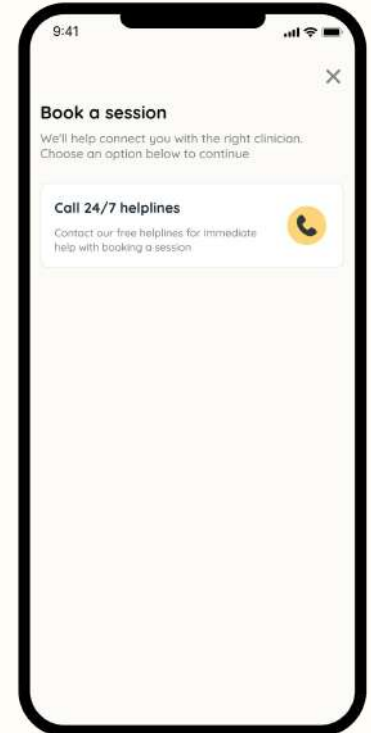 9:41
Book a session
We'll help connect you with the right clinician.
Choose an option below to continue
Call 24/7 helplines
Contact our free helplines for immediate
help with booking a session